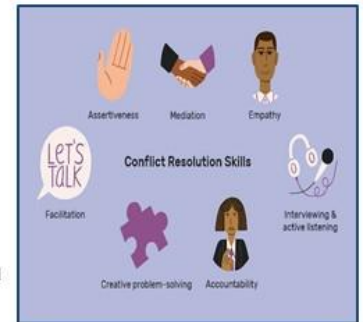 Assertiveness
Mediation
Empathy
LET'S
TALK
Conflict Resolution Skills
Facilitation
Interviewing &
active listening
Creative problem-solving
Accountability